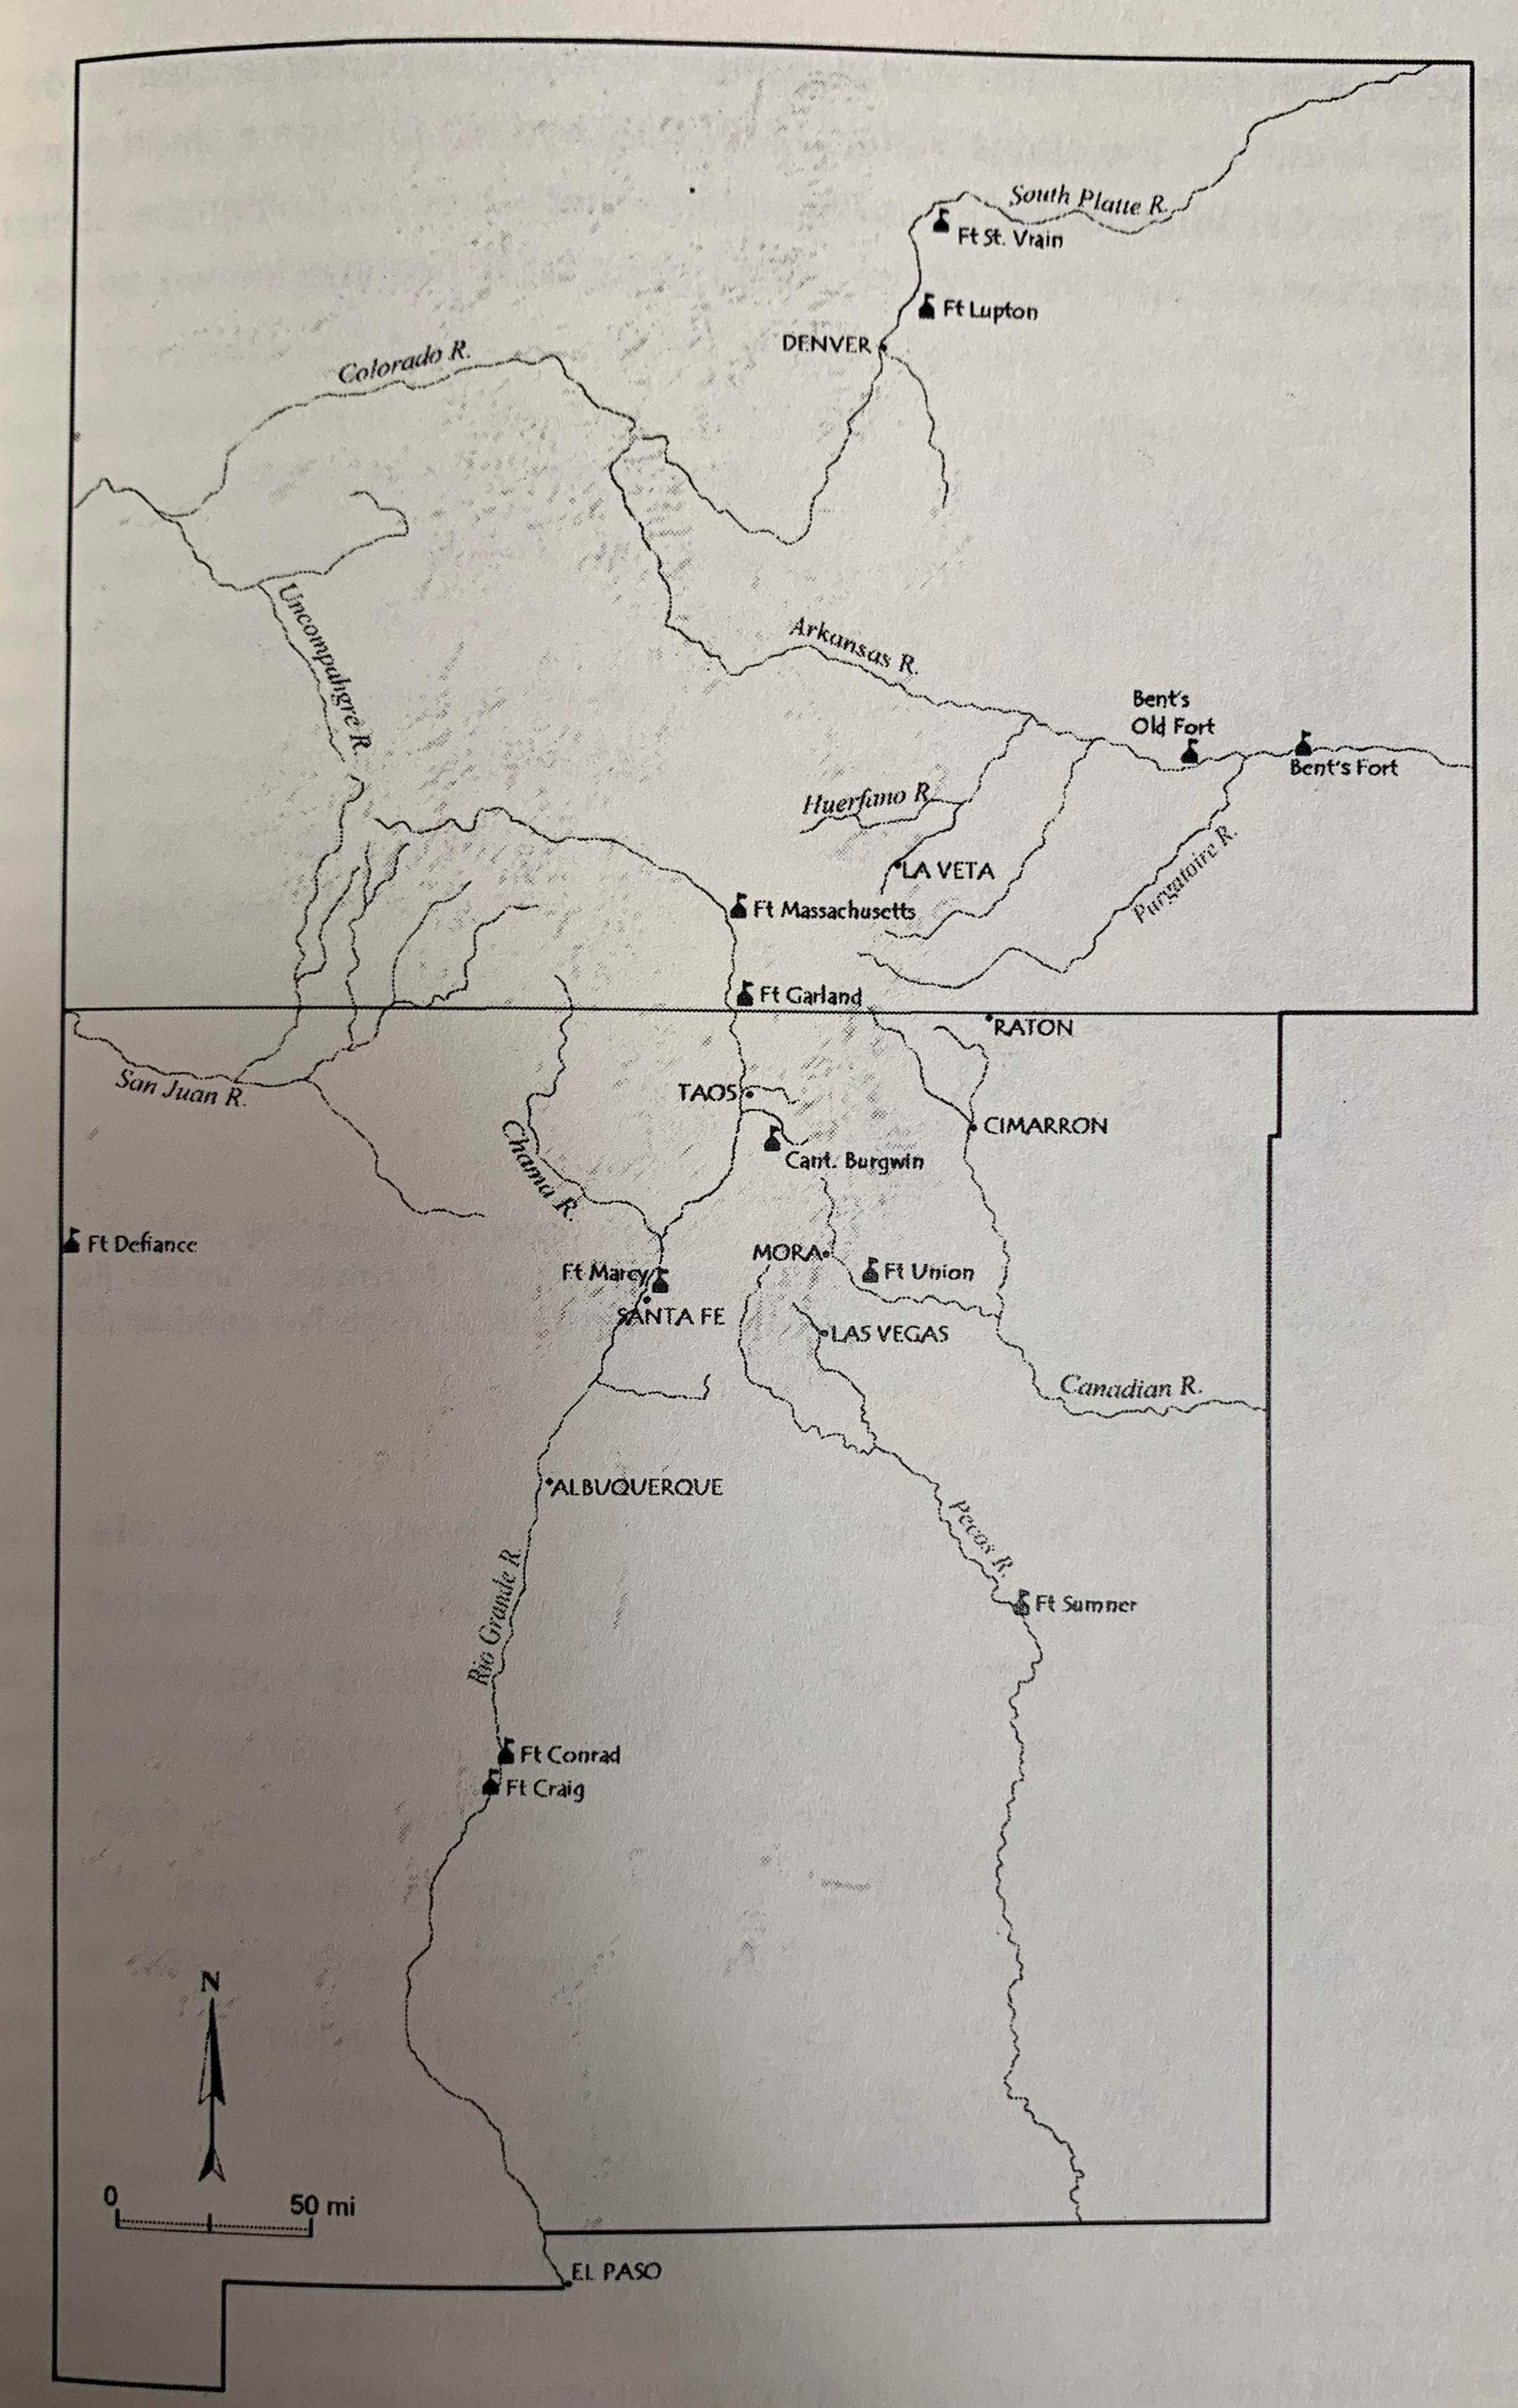 South Platte R.
Ft St. Vrain
Ft Lupton
DENVER
Colorado R.
Uncompahgre R.
Arkansas R.
Bent's
Old Fort
Bent's Fort
Huerfano R.
LA VETA
Purgatoire R.
Ft Massachusetts
Ft Garland
RATON
San Juan R.
TAOS
CIMARRON
Chama R.
Cant. Burgwin
Ft Defiance
MORA
Ft Marcy
Ft Union
SANTA FE
LAS VEGAS
Canadian R.
ALBUQUERQUE
Pecos R.
Rio Grande R.
Ft Sumner
Ft Conrad
Ft Craig
N
0 50 mi
EL PASO